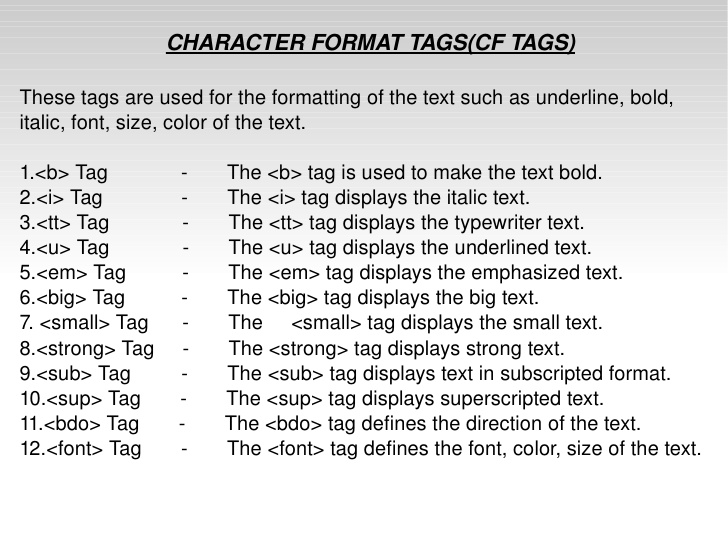 CHARACTER FORMAT TAGS(CF TAGS)
These tags are used for the formatting of the text such as underline, bold,
italic, font, size, color of the text.
1.<b> Tag - The <b> tag is used to make the text bold.
2.<i> Tag - The <i> tag displays the italic text.
3.<tt> Tag - The <tt> tag displays the typewriter text.
4.<u> Tag - The <u> tag displays the underlined text.
5.<em> Tag - The <em> tag displays the emphasized text.
6.<big> Tag - The <big> tag displays the big text.
7. <small> Tag - The <small> tag displays the small text.
8.<strong> Tag - The <strong> tag displays strong text.
9.<sub> Tag - The <sub> tag displays text in subscripted format.
10.<sup> Tag - The <sup> tag displays superscripted text.
11.<bdo> Tag - The <bdo> tag defines the direction of the text.
12.<font> Tag - The <font> tag defines the font, color, size of the text.